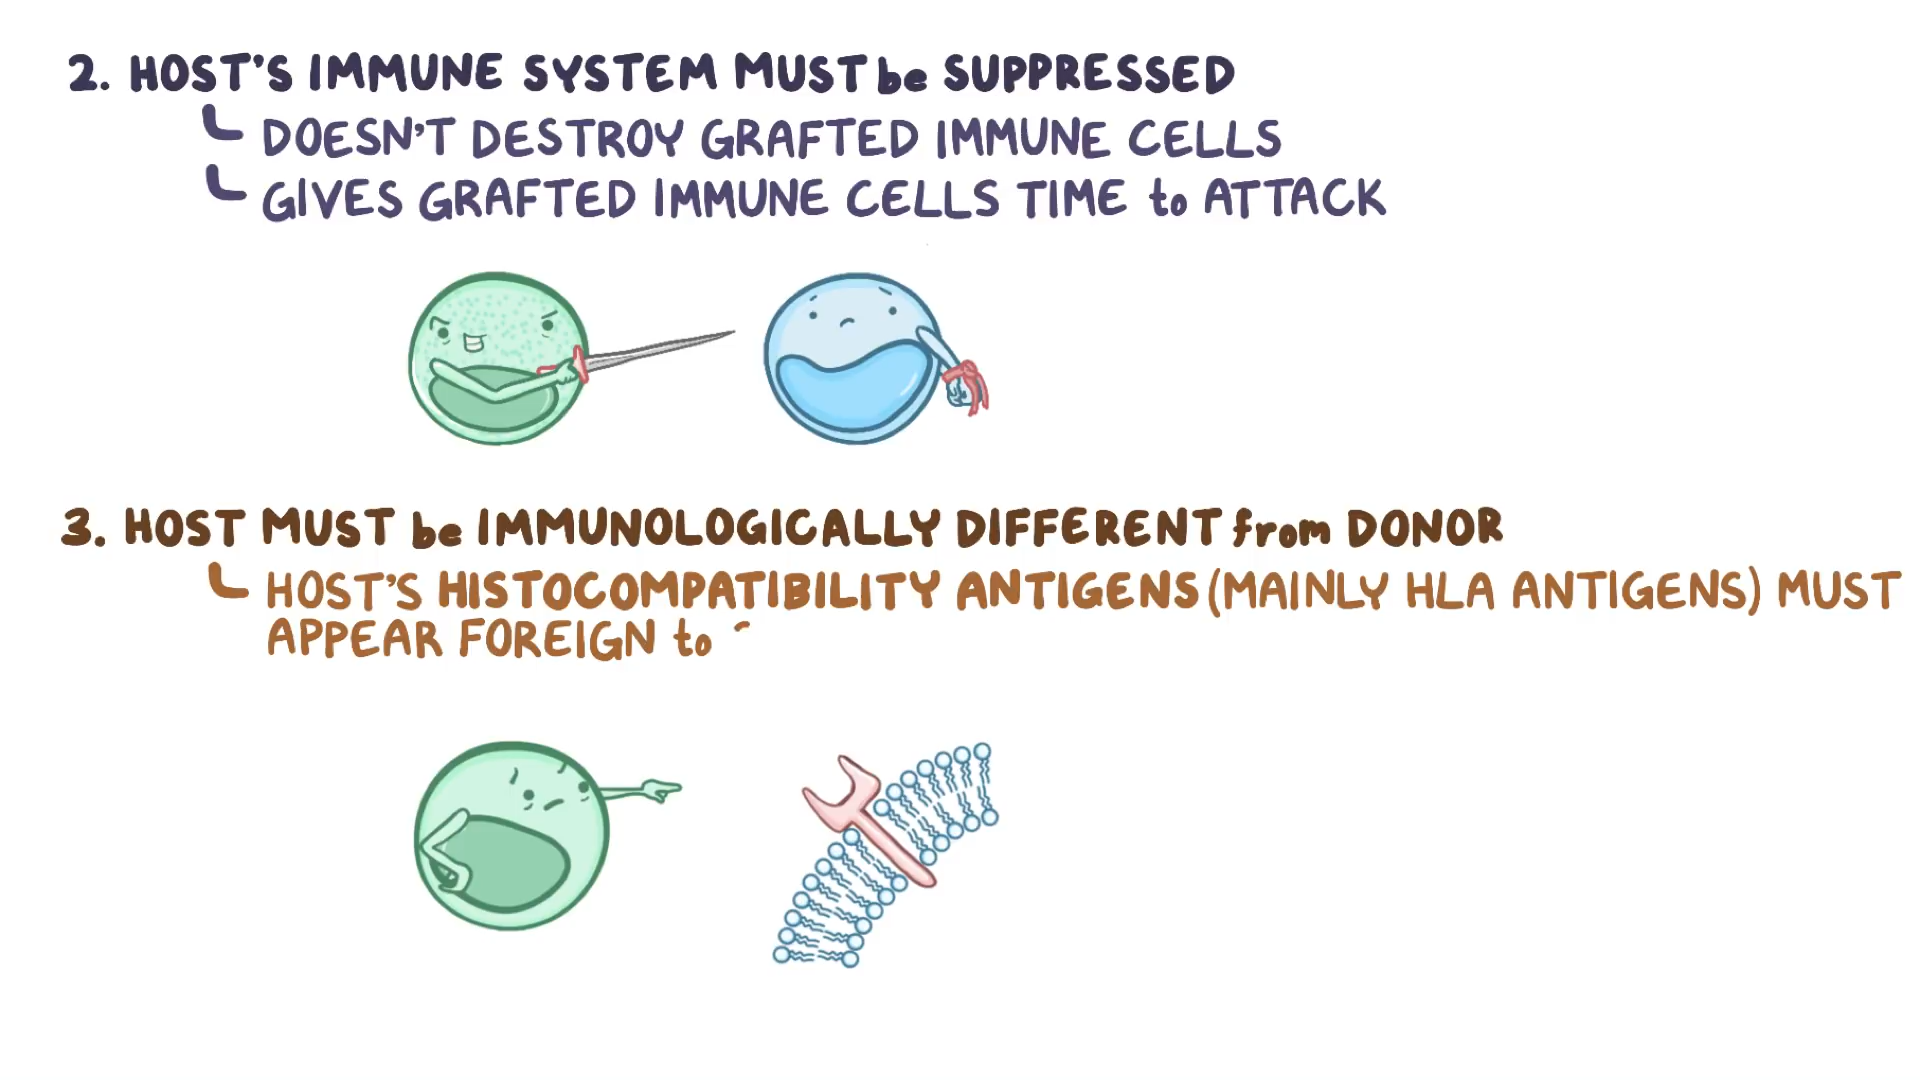 2. HOST'S IMMUNE SYSTEM MUST be SUPPRESSED
DOESN'T DESTROY GRAFTED IMMUNE CELLS
GIVES GRAFTED IMMUNE CELLS TIME to ATTACK
3. HOST MUST be IMMUNOLOGICALLY DIFFERENT from DONOR
HOST'S HISTOCOMPATIBILITY ANTIGENS (MAINLY HLA ANTIGENS) MUST
APPEAR FOREIGN to